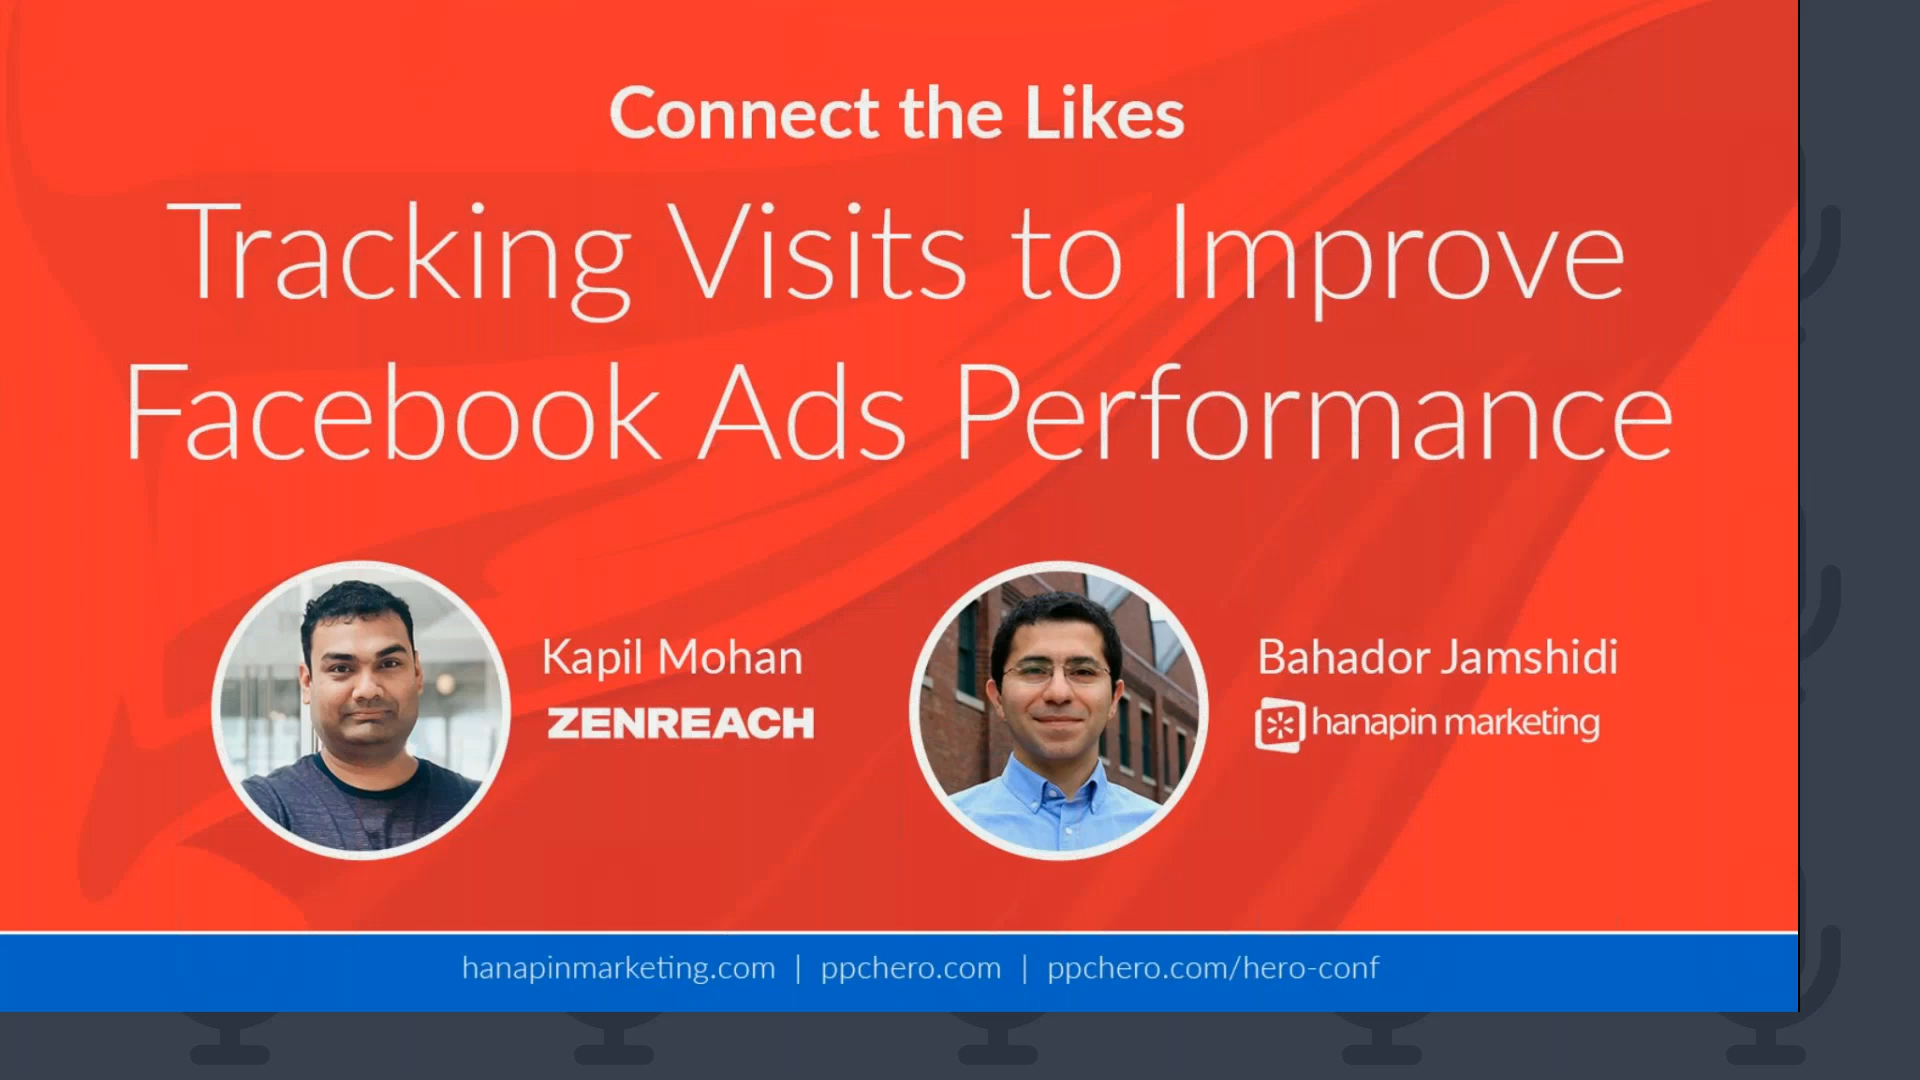 Connect the Likes
Tracking Visits to Improve
Facebook Ads Performance
Kapil Mohan
ZENREACH
Bahador Jamshidi
hanapin marketing
hanapinmarketing.com | ppchero.com | ppchero.com/hero-conf